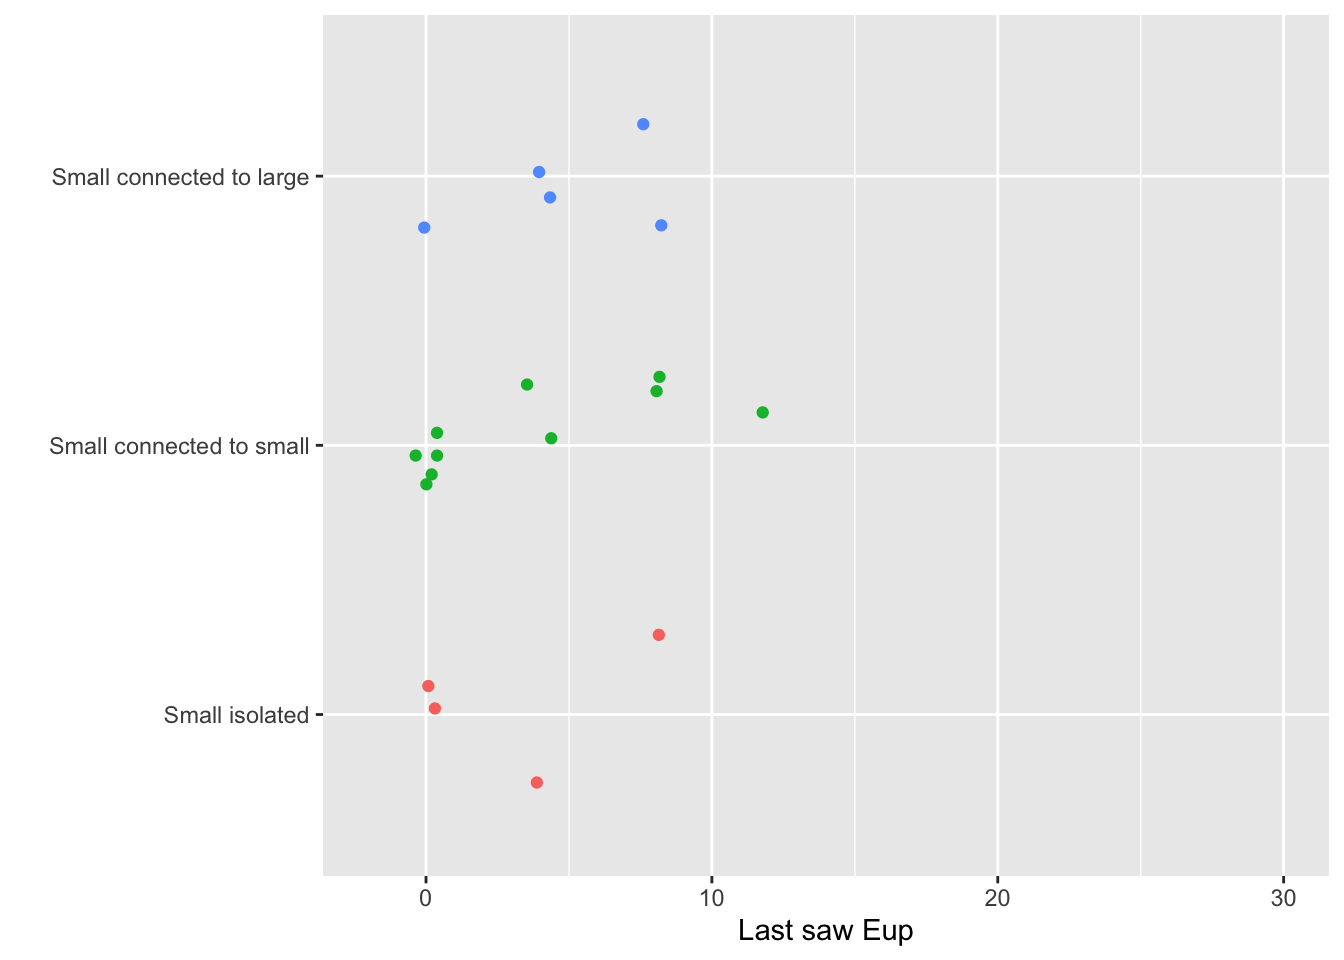 Small connected to large
Small connected to small
Small isolated
0 10 20 30
Last saw Eup